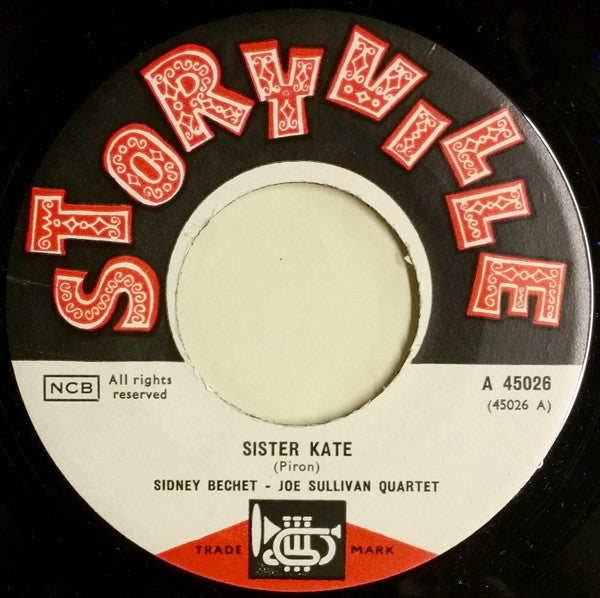 STORYVILLE
NCB All rights reserved
A 45026
(45026 A)
SISTER KATE
(Piron)
SIDNEY BECHET - JOE SULLIVAN QUARTET
TRADE MARK